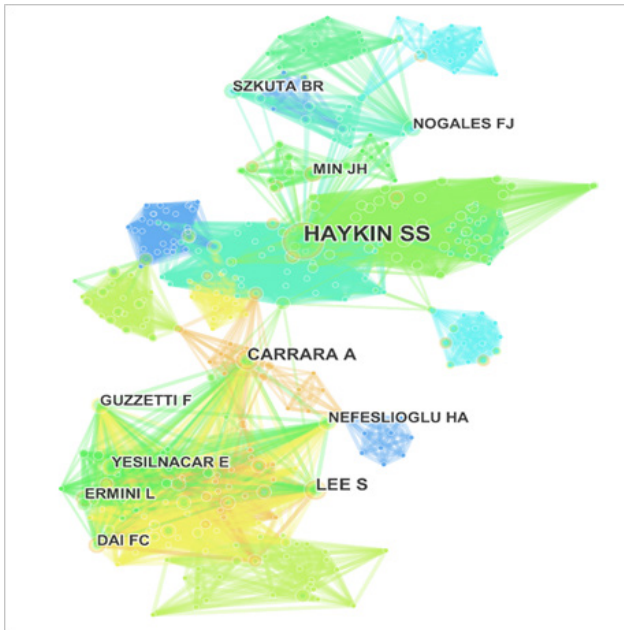 SZKUTA BR
NOGALES FJ
MIN JH
HAYKIN SS
CARRARA A
GUZZETTI F
NEFESLIOGLU HA
YESILNACAR E
LEE S
ERMINI L
DAI FC